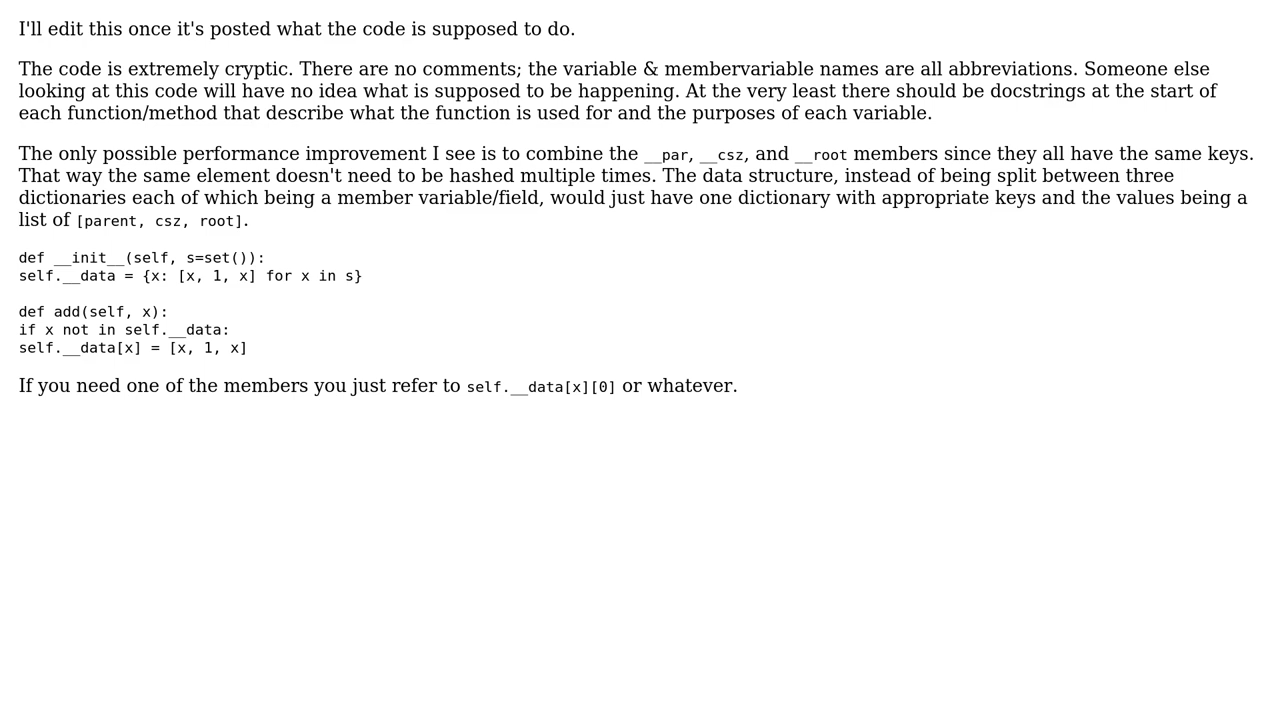 I'll edit this once it's posted what the code is supposed to do.
The code is extremely cryptic. There are no comments; the variable & membervariable names are all abbreviations. Someone else
looking at this code will have no idea what is supposed to be happening. At the very least there should be docstrings at the start of
each function/method that describe what the function is used for and the purposes of each variable.
The only possible performance improvement I see is to combine the __par, __csz, and __root members since they all have the same keys.
That way the same element doesn't need to be hashed multiple times. The data structure, instead of being split between three
dictionaries each of which being a member variable/field, would just have one dictionary with appropriate keys and the values being a
list of [parent, csz, root].
def __init__(self, s=set()):
self.__data = {x: [x, 1, x] for x in s}
def add(self, x):
if x not in self.__data:
self.__data[x] = [x, 1, x]
If you need one of the members you just refer to self.__data[x][0] or whatever.